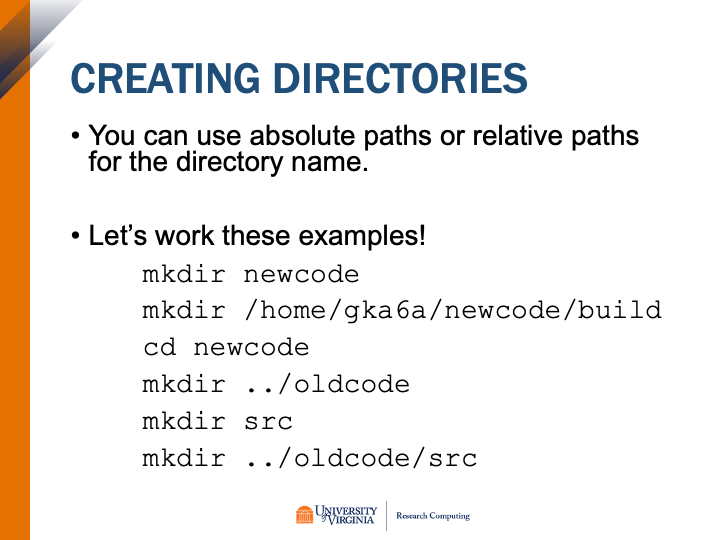 CREATING DIRECTORIES
• You can use absolute paths or relative paths
for the directory name.
• Let’s work these examples!
mkdir newcode
mkdir /home/gka6a/newcode/build
cd newcode
mkdir ../oldcode
mkdir src
mkdir ../oldcode/src
UNIVERSITY
of VIRGINIA
Research Computing